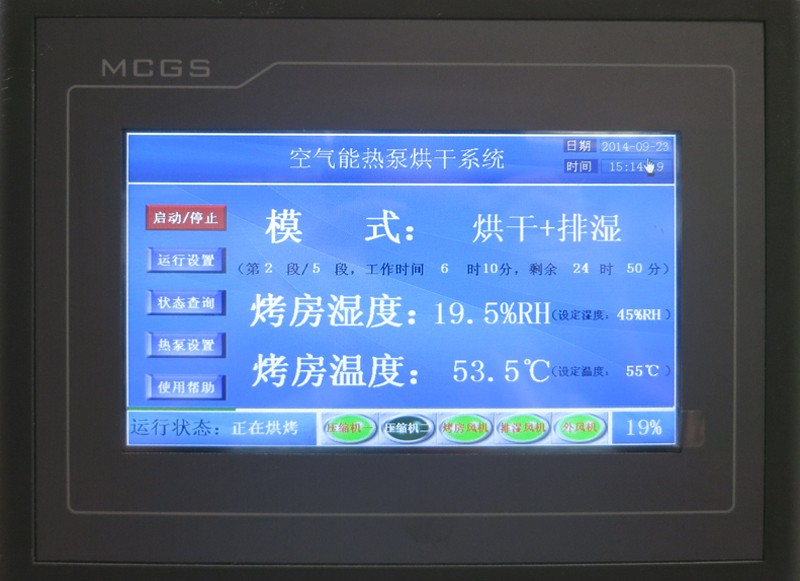 MCGS
空气能热泵烘干系统
日期 2014-09-23
时间 15:14
启动/停止
模 式: 烘干+排湿
运行设置
(第 2 段/5 段,工作时间 6 时10分,剩余 24 时 50 分)
状态查询
烤房湿度: 19.5%RH (设定湿度: 45%RH )
热泵设置
烤房温度: 53.5℃ (设定温度: 55℃ )
使用帮助
运行状态: 正在烘烤 压缩机一 压缩机二 烤房风机 排湿风机 外风机 19%